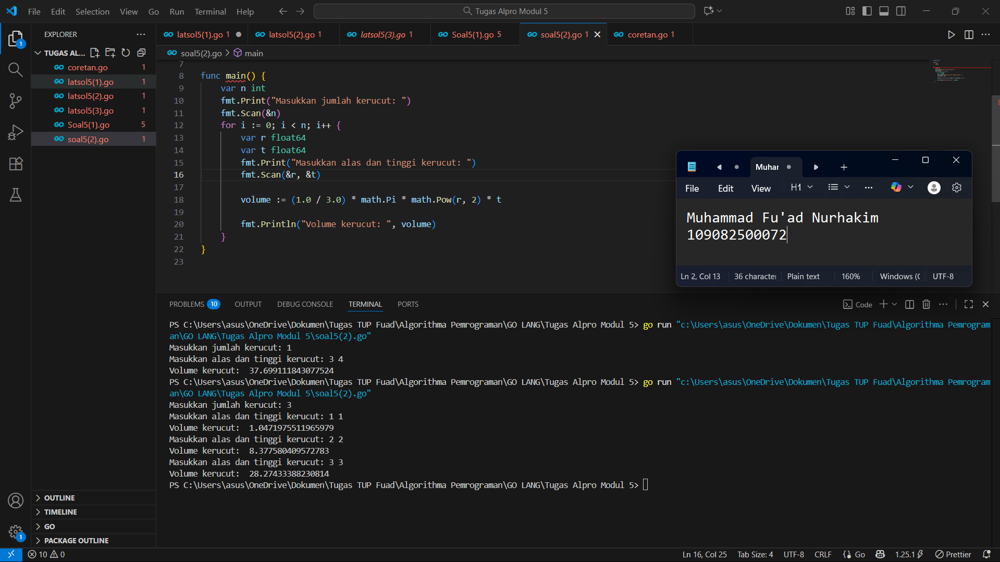 File Edit Selection View Go Run Terminal Help
Tugas Alpro Modul 5
EXPLORER
TUGAS AL...
coretan.go 1
latsol5(1).go 1
latsol5(2).go 1
latsol5(3).go 1
Soal5(1).go 5
soal5(2).go 1
OUTLINE
TIMELINE
GO
PACKAGE OUTLINE
latsol5(1).go 1
latsol5(2).go 1
latsol5(3).go 1
Soal5(1).go 5
soal5(2).go 1
coretan.go 1
soal5(2).go > main
7
8 func main() {
9 var n int
10 fmt.Print("Masukkan jumlah kerucut: ")
11 fmt.Scan(&n)
12 for i := 0; i < n; i++ {
13 var r float64
14 var t float64
15 fmt.Print("Masukkan alas dan tinggi kerucut: ")
16 fmt.Scan(&r, &t)
17
18 volume := (1.0 / 3.0) * math.Pi * math.Pow(r, 2) * t
19
20 fmt.Println("Volume kerucut: ", volume)
21 }
22 }
23
Muhar
File Edit View H1
Muhammad Fu'ad Nurhakim
109082500072
Ln 2, Col 13 36 character Plain text 160% Windows (C UTF-8
PROBLEMS 10 OUTPUT DEBUG CONSOLE TERMINAL PORTS
Code
PS C:\Users\asus\OneDrive\Dokumen\Tugas TUP Fuad\Algorithma Pemrograman\GO LANG\Tugas Alpro Modul 5> go run "c:\Users\asus\OneDrive\Dokumen\Tugas TUP Fuad\Algorithma Pemrogram
an\GO LANG\Tugas Alpro Modul 5\soal5(2).go"
Masukkan jumlah kerucut: 1
Masukkan alas dan tinggi kerucut: 3 4
Volume kerucut:  37.699111843077524
PS C:\Users\asus\OneDrive\Dokumen\Tugas TUP Fuad\Algorithma Pemrograman\GO LANG\Tugas Alpro Modul 5> go run "c:\Users\asus\OneDrive\Dokumen\Tugas TUP Fuad\Algorithma Pemrogram
an\GO LANG\Tugas Alpro Modul 5\soal5(2).go"
Masukkan jumlah kerucut: 3
Masukkan alas dan tinggi kerucut: 1 1
Volume kerucut:  1.0471975511965979
Masukkan alas dan tinggi kerucut: 2 2
Volume kerucut:  8.377580409572783
Masukkan alas dan tinggi kerucut: 3 3
Volume kerucut:  28.27433388230814
PS C:\Users\asus\OneDrive\Dokumen\Tugas TUP Fuad\Algorithma Pemrograman\GO LANG\Tugas Alpro Modul 5>
10 0
Ln 16, Col 25 Tab Size: 4 UTF-8 CRLF Go 1.25.1 Prettier